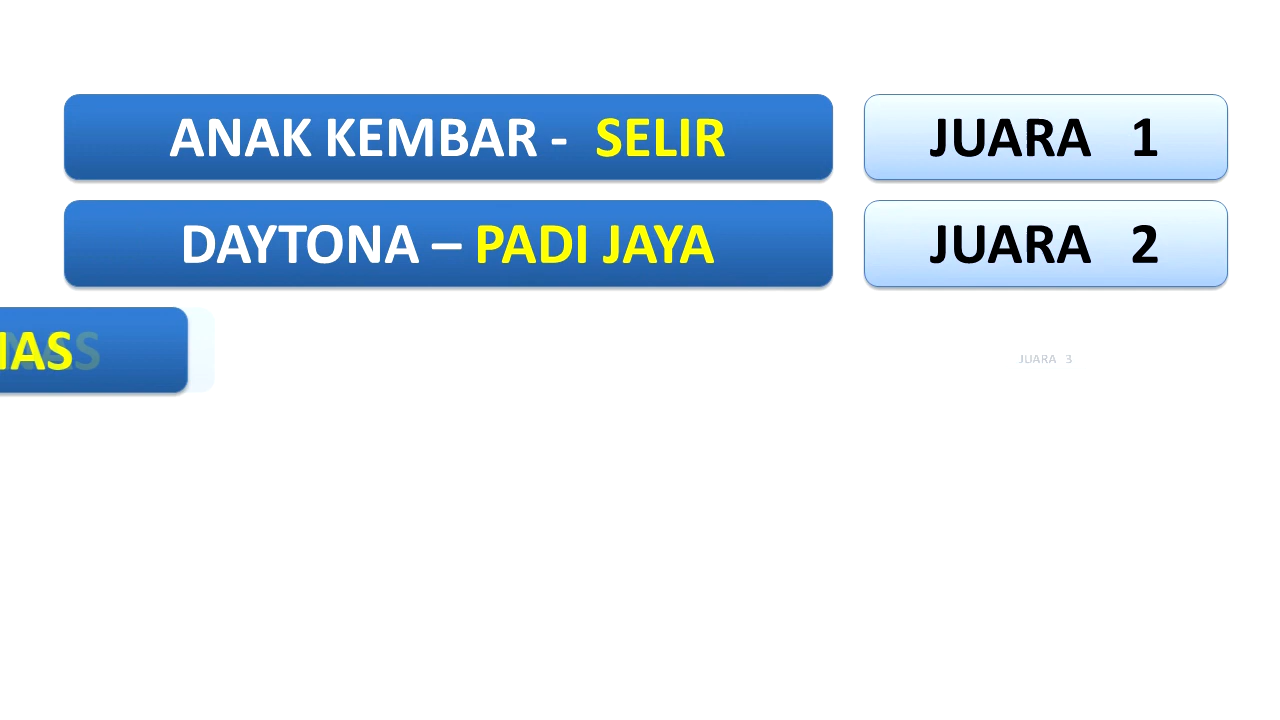 ANAK KEMBAR - SELIR
JUARA 1
DAYTONA – PADI JAYA
JUARA 2
JUARA 3